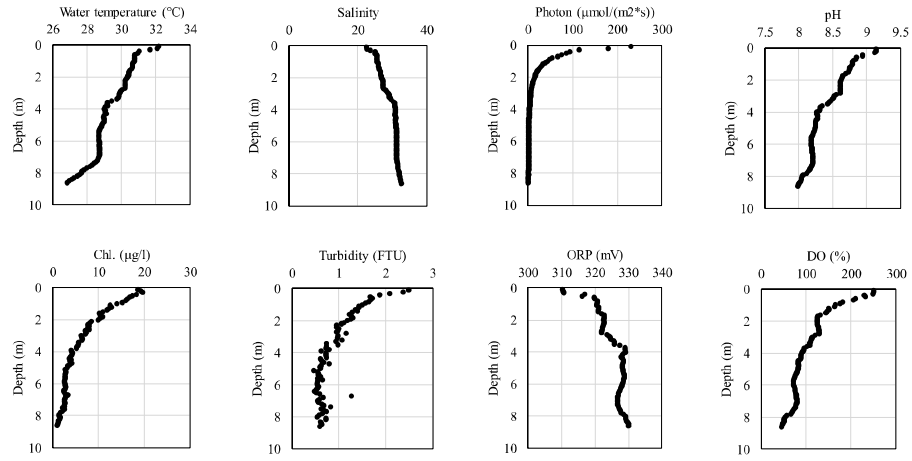 Water temperature (°C)
26 28 30 32 34
0
2
4
6
8
10
Depth (m)
Salinity
0 20 40
0
2
4
6
8
10
Depth (m)
Photon (μmol/(m2*s))
0 100 200 300
0
2
4
6
8
10
Depth (m)
pH
7.5 8 8.5 9 9.5
0
2
4
6
8
10
Depth (m)
Chl. (μg/l)
0 10 20 30
0
2
4
6
8
10
Depth (m)
Turbidity (FTU)
0 1 2 3
0
2
4
6
8
10
Depth (m)
ORP (mV)
300 310 320 330 340
0
2
4
6
8
10
Depth (m)
DO (%)
0 100 200 300
0
2
4
6
8
10
Depth (m)